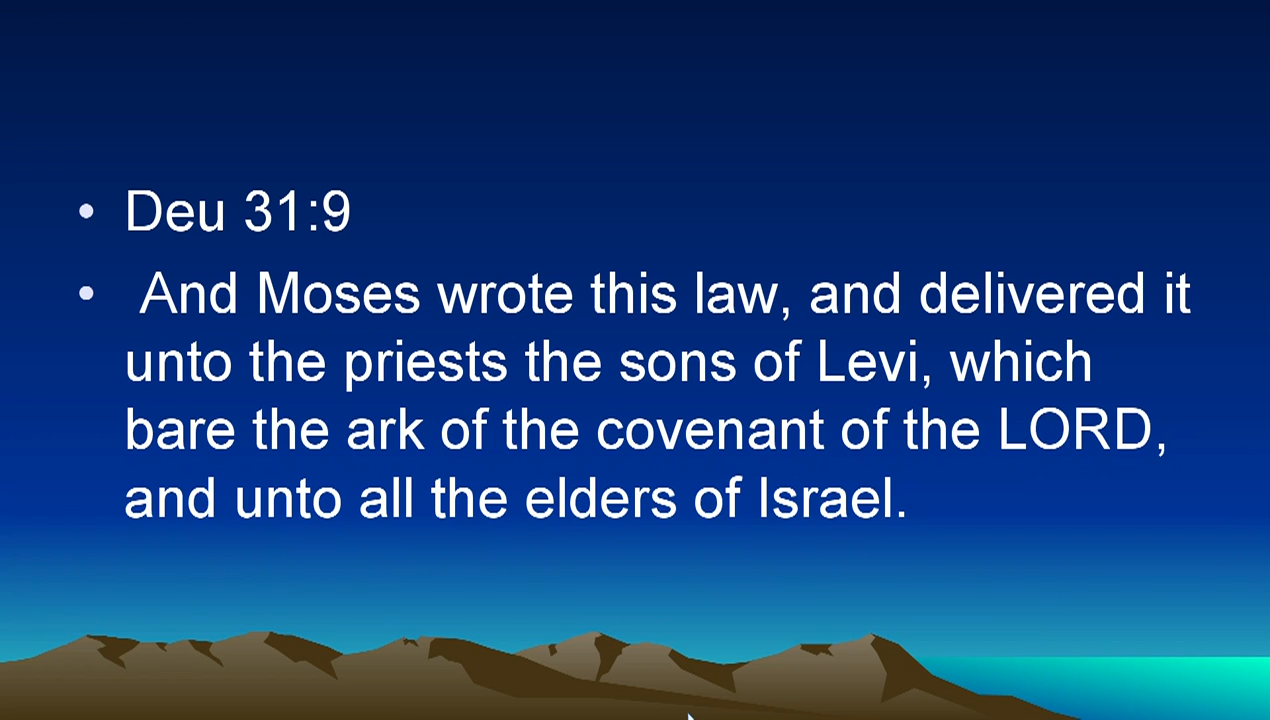 • Deu 31:9
• And Moses wrote this law, and delivered it
unto the priests the sons of Levi, which
bare the ark of the covenant of the LORD,
and unto all the elders of Israel.